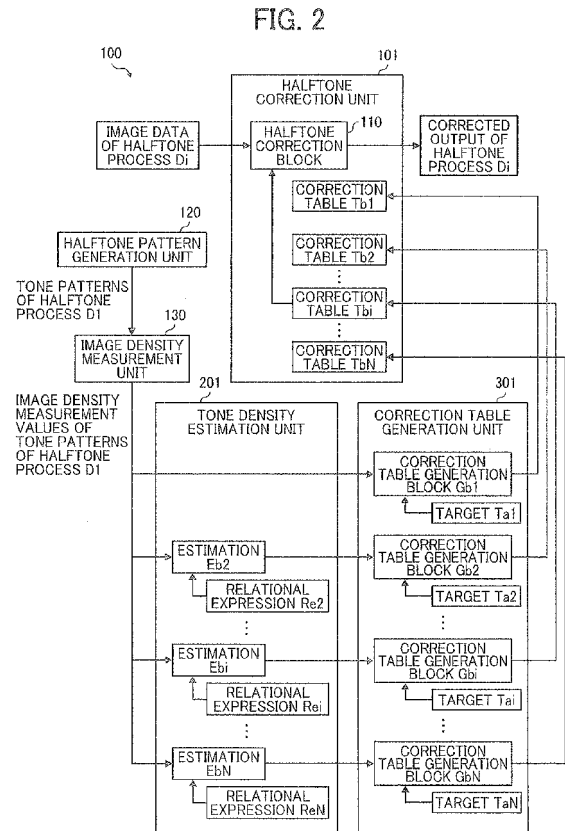 FIG. 2
100
101
HALFTONE
CORRECTION UNIT
110
IMAGE DATA
OF HALFTONE
PROCESS Di
HALFTONE
CORRECTION
BLOCK
CORRECTED
OUTPUT OF
HALFTONE
PROCESS Di
CORRECTION
TABLE Tb1
120
HALFTONE PATTERN
GENERATION UNIT
CORRECTION
TABLE Tb2
TONE PATTERNS
OF HALFTONE
PROCESS D1
CORRECTION
TABLE Tbi
130
IMAGE DENSITY
MEASUREMENT
UNIT
CORRECTION
TABLE TbN
IMAGE DENSITY
MEASUREMENT
VALUES OF
TONE PATTERNS
OF HALFTONE
PROCESS D1
201
TONE DENSITY
ESTIMATION UNIT
301
CORRECTION TABLE
GENERATION UNIT
CORRECTION
TABLE GENERATION
BLOCK Gb1
TARGET Ta1
ESTIMATION
Eb2
RELATIONAL
EXPRESSION Re2
CORRECTION
TABLE GENERATION
BLOCK Gb2
TARGET Ta2
ESTIMATION
Ebi
RELATIONAL
EXPRESSION Rei
CORRECTION
TABLE GENERATION
BLOCK Gbi
TARGET Tai
ESTIMATION
EbN
RELATIONAL
EXPRESSION ReN
CORRECTION
TABLE GENERATION
BLOCK GbN
TARGET TaN